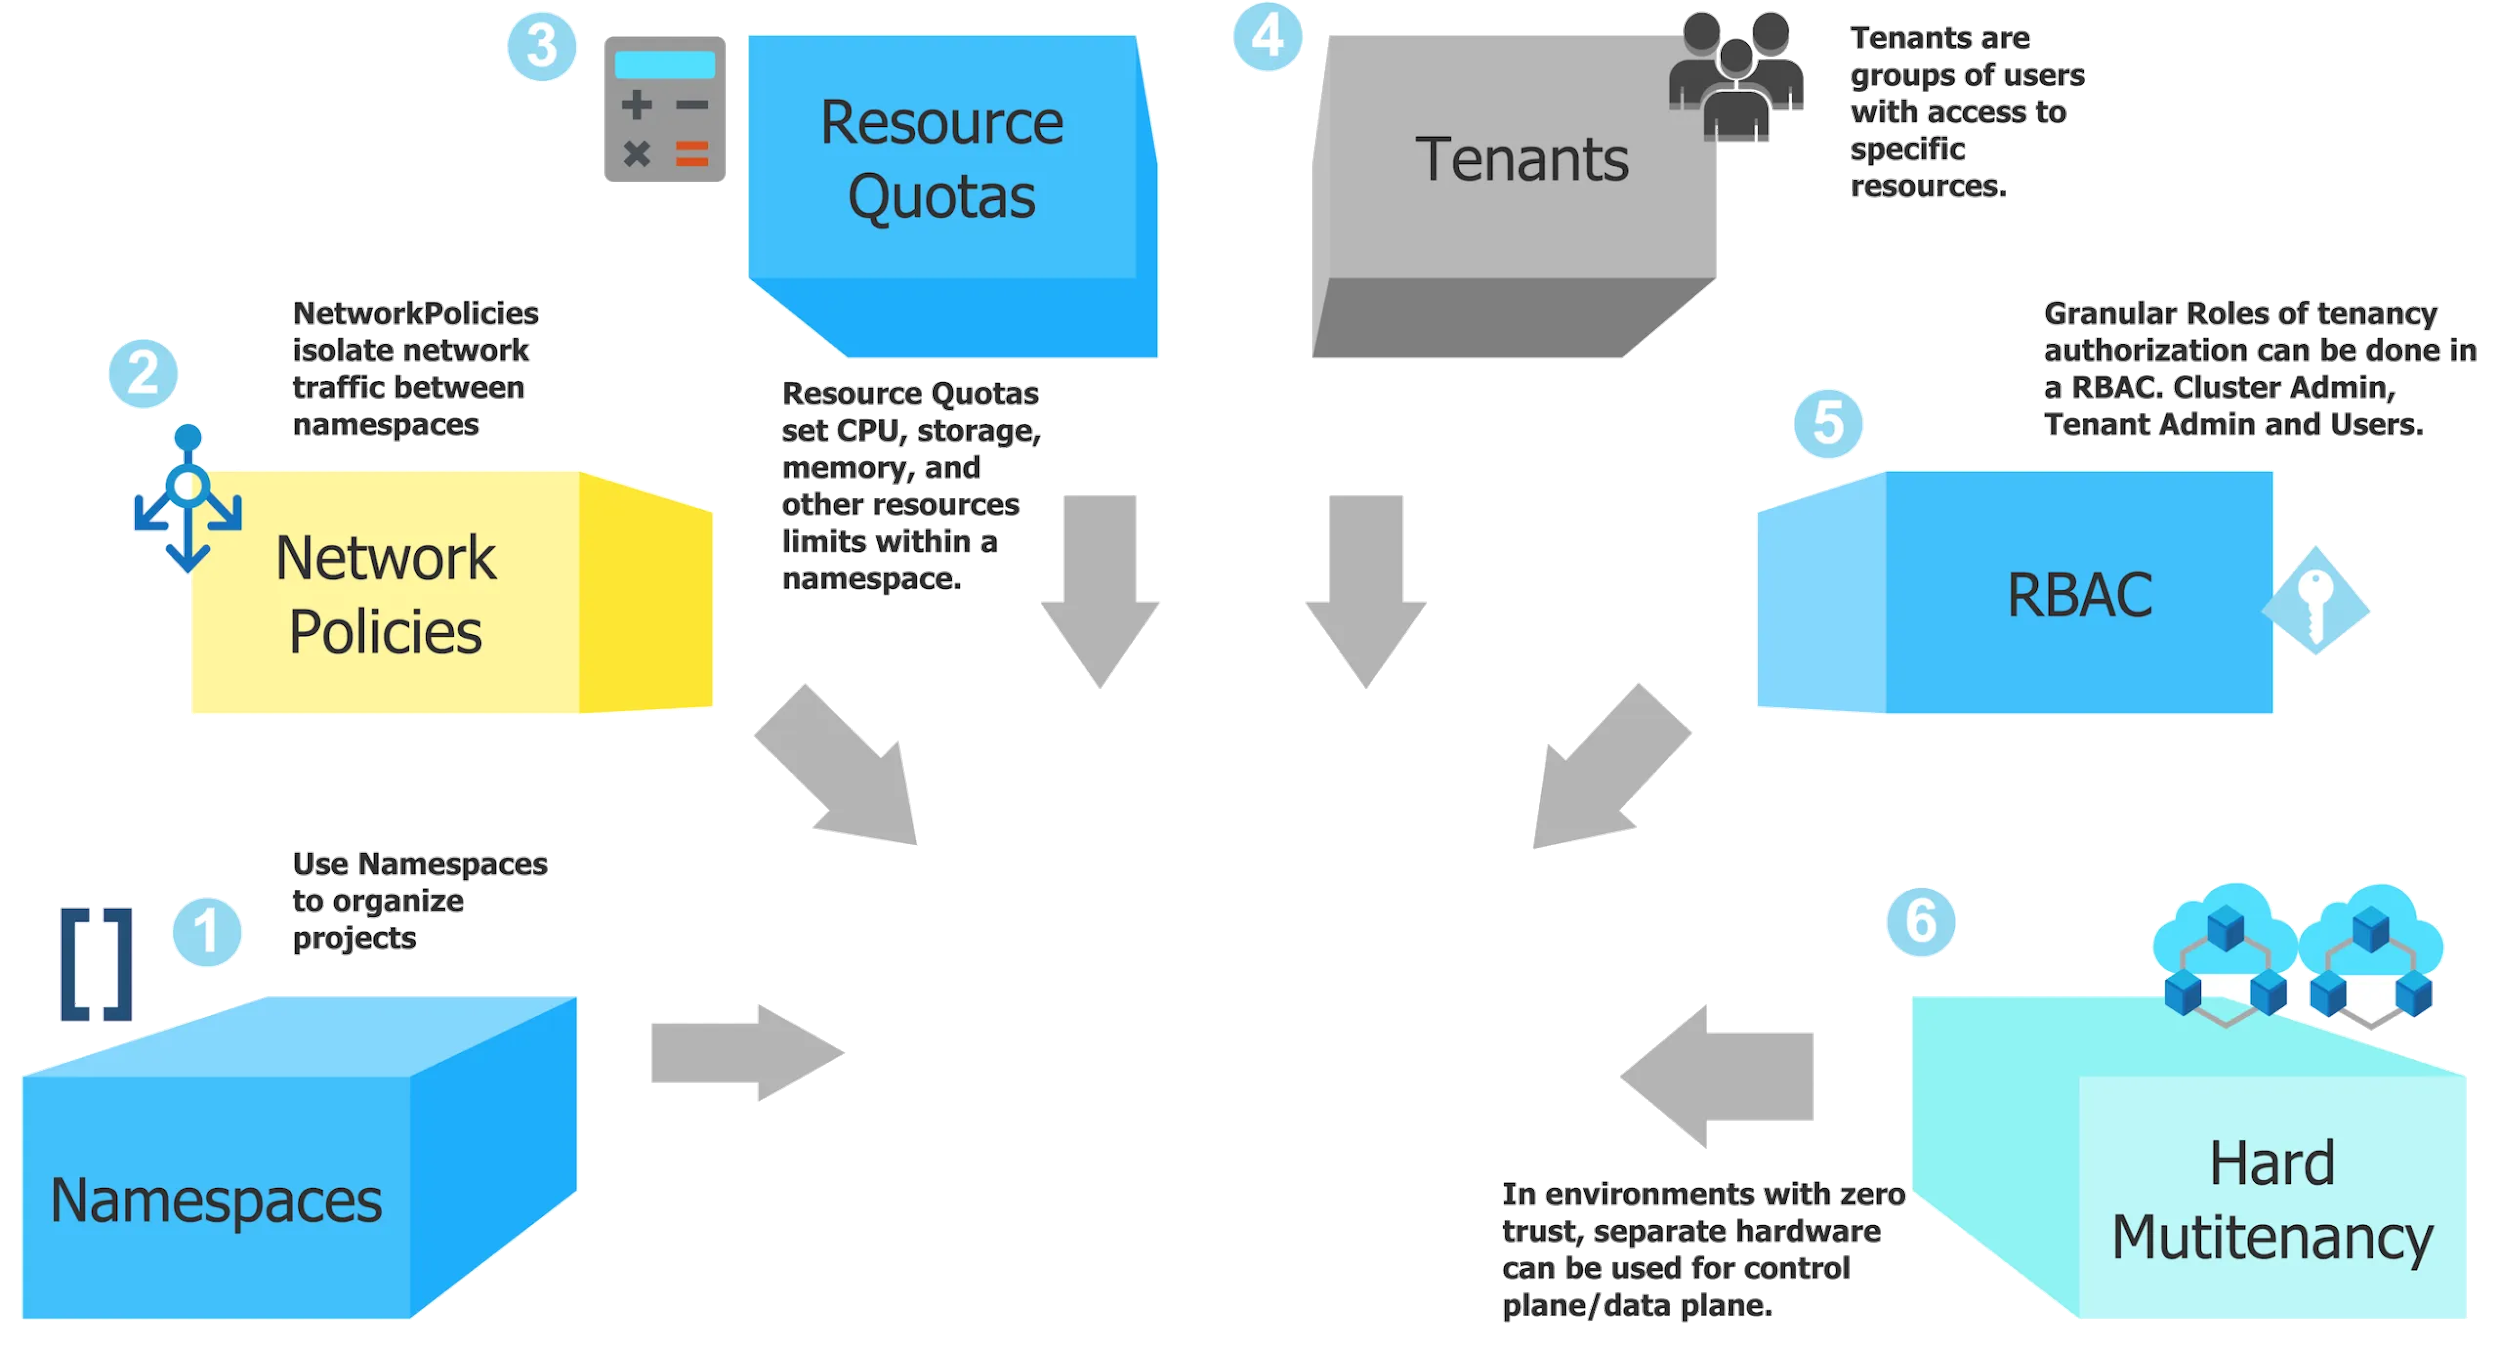 1
Use Namespaces
to organize
projects
Namespaces
2
NetworkPolicies
isolate network
traffic between
namespaces
Network
Policies
3
Resource
Quotas
Resource Quotas
set CPU, storage,
memory, and
other resources
limits within a
namespace.
4
Tenants
Tenants are
groups of users
with access to
specific
resources.
5
Granular Roles of tenancy
authorization can be done in
a RBAC. Cluster Admin,
Tenant Admin and Users.
RBAC
6
Hard
Mutitenancy
In environments with zero
trust, separate hardware
can be used for control
plane/data plane.